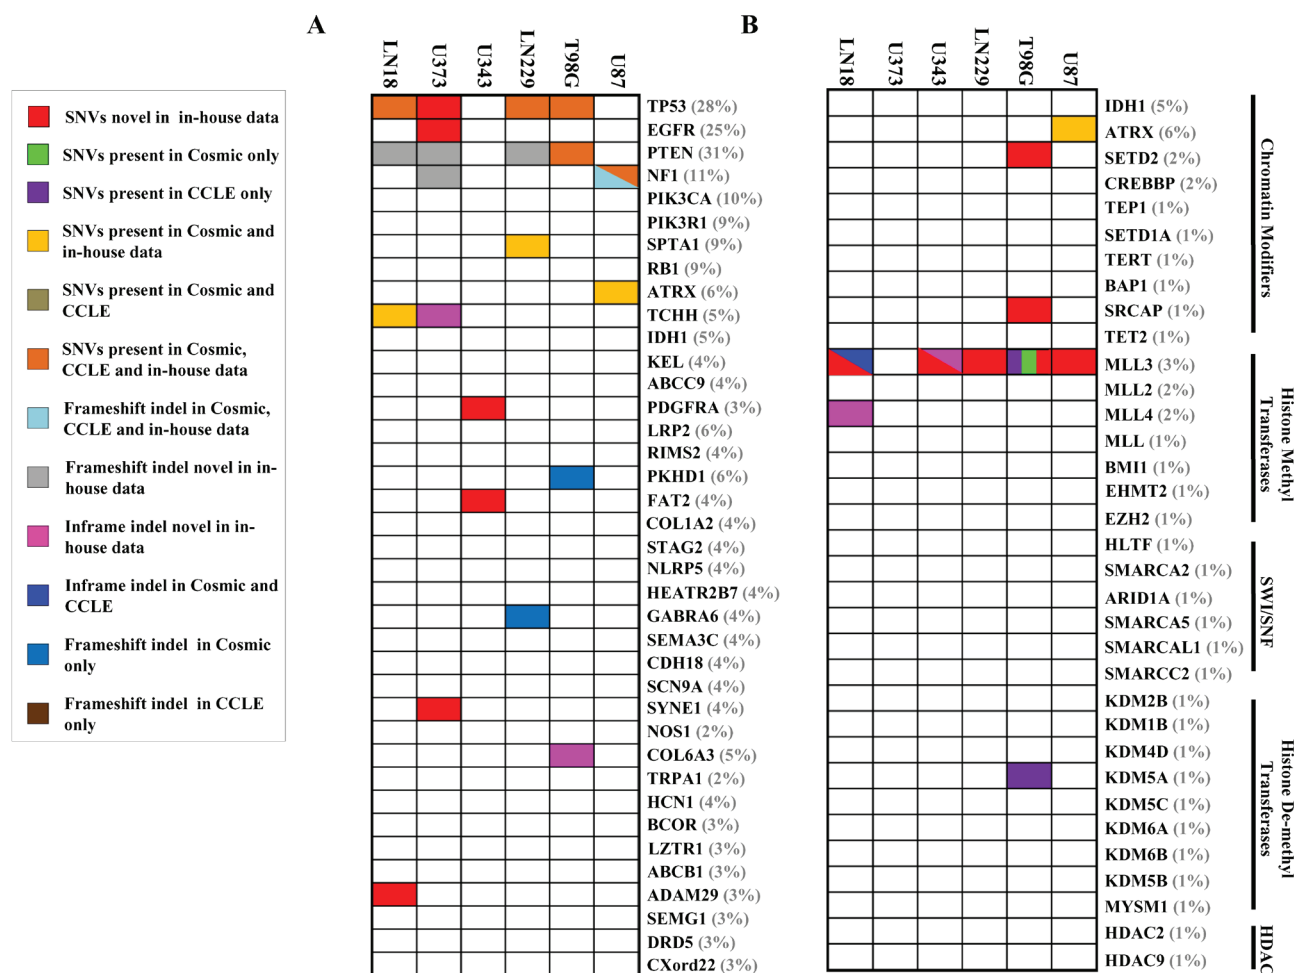 A
B
LN18
U373
U343
LN229
T98G
U87
LN18
U373
U343
LN229
T98G
U87
SNVs novel in in-house data
SNVs present in Cosmic only
SNVs present in CCLE only
SNVs present in Cosmic and
in-house data
SNVs present in Cosmic and
CCLE
SNVs present in Cosmic,
CCLE and in-house data
Frameshift indel in Cosmic,
CCLE and in-house data
Frameshift indel novel in in-
house data
Inframe indel novel in in-
house data
Inframe indel in Cosmic and
CCLE
Frameshift indel in Cosmic
only
Frameshift indel in CCLE
only
TP53 (28%)
EGFR (25%)
PTEN (31%)
NF1 (11%)
PIK3CA (10%)
PIK3R1 (9%)
SPTA1 (9%)
RB1 (9%)
ATRX (6%)
TCHH (5%)
IDH1 (5%)
KEL (4%)
ABCC9 (4%)
PDGFRA (3%)
LRP2 (6%)
RIMS2 (4%)
PKHD1 (6%)
FAT2 (4%)
COL1A2 (4%)
STAG2 (4%)
NLRP5 (4%)
HEATR2B7 (4%)
GABRA6 (4%)
SEMA3C (4%)
CDH18 (4%)
SCN9A (4%)
SYNE1 (4%)
NOS1 (2%)
COL6A3 (5%)
TRPA1 (2%)
HCN1 (4%)
BCOR (3%)
LZTR1 (3%)
ABCB1 (3%)
ADAM29 (3%)
SEMG1 (3%)
DRD5 (3%)
CXord22 (3%)
IDH1 (5%)
ATRX (6%)
SETD2 (2%)
CREBBP (2%)
TEP1 (1%)
SETD1A (1%)
TERT (1%)
BAP1 (1%)
SRCAP (1%)
TET2 (1%)
MLL3 (3%)
MLL2 (2%)
MLL4 (2%)
MLL (1%)
BMI1 (1%)
EHMT2 (1%)
EZH2 (1%)
HLTF (1%)
SMARCA2 (1%)
ARID1A (1%)
SMARCA5 (1%)
SMARCAL1 (1%)
SMARCC2 (1%)
KDM2B (1%)
KDM1B (1%)
KDM4D (1%)
KDM5A (1%)
KDM5C (1%)
KDM6A (1%)
KDM6B (1%)
KDM5B (1%)
MYSM1 (1%)
HDAC2 (1%)
HDAC9 (1%)
Chromatin Modifiers
Histone Methyl
Transferases
SWI/SNF
Histone De-methyl
Transferases
HDAC